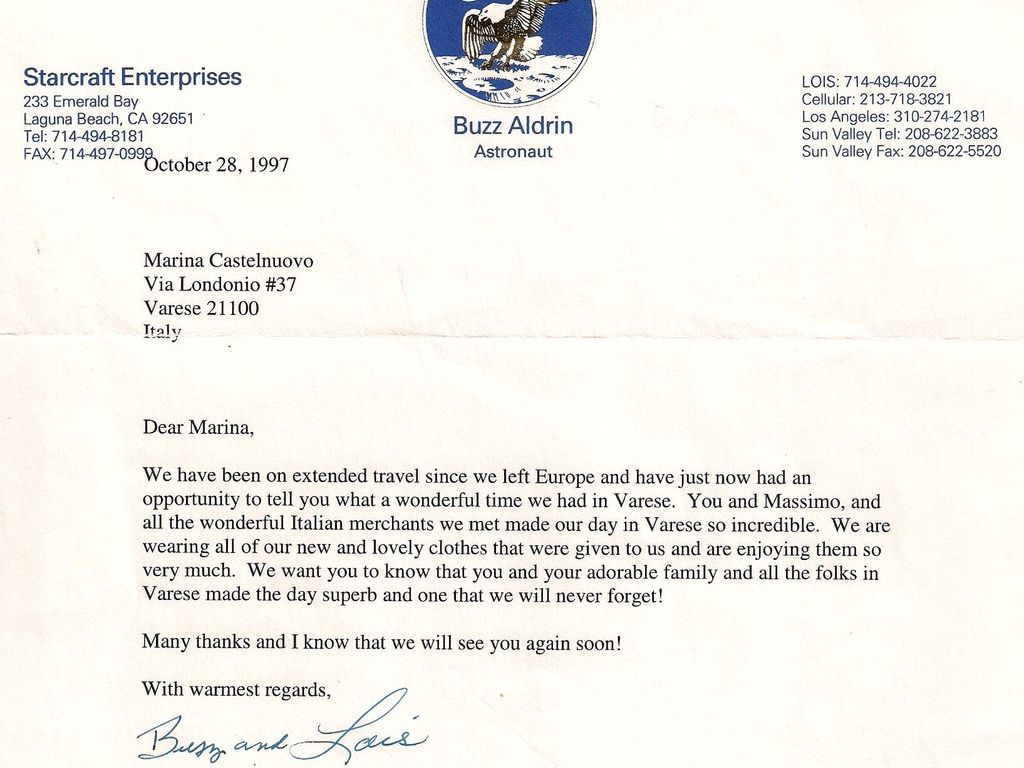 Starcraft Enterprises
233 Emerald Bay
Laguna Beach, CA 92651
Tel: 714-494-8181
FAX: 714-497-0999
Buzz Aldrin
Astronaut
LOIS: 714-494-4022
Cellular: 213-718-3821
Los Angeles: 310-274-2181
Sun Valley Tel: 208-622-3883
Sun Valley Fax: 208-622-5520
October 28, 1997
Marina Castelnuovo
Via Londonio #37
Varese 21100
Italy
Dear Marina,
We have been on extended travel since we left Europe and have just now had an
opportunity to tell you what a wonderful time we had in Varese.  You and Massimo, and
all the wonderful Italian merchants we met made our day in Varese so incredible.  We are
wearing all of our new and lovely clothes that were given to us and are enjoying them so
very much.  We want you to know that you and your adorable family and all the folks in
Varese made the day superb and one that we will never forget!
Many thanks and I know that we will see you again soon!
With warmest regards,
Buzz and Lois